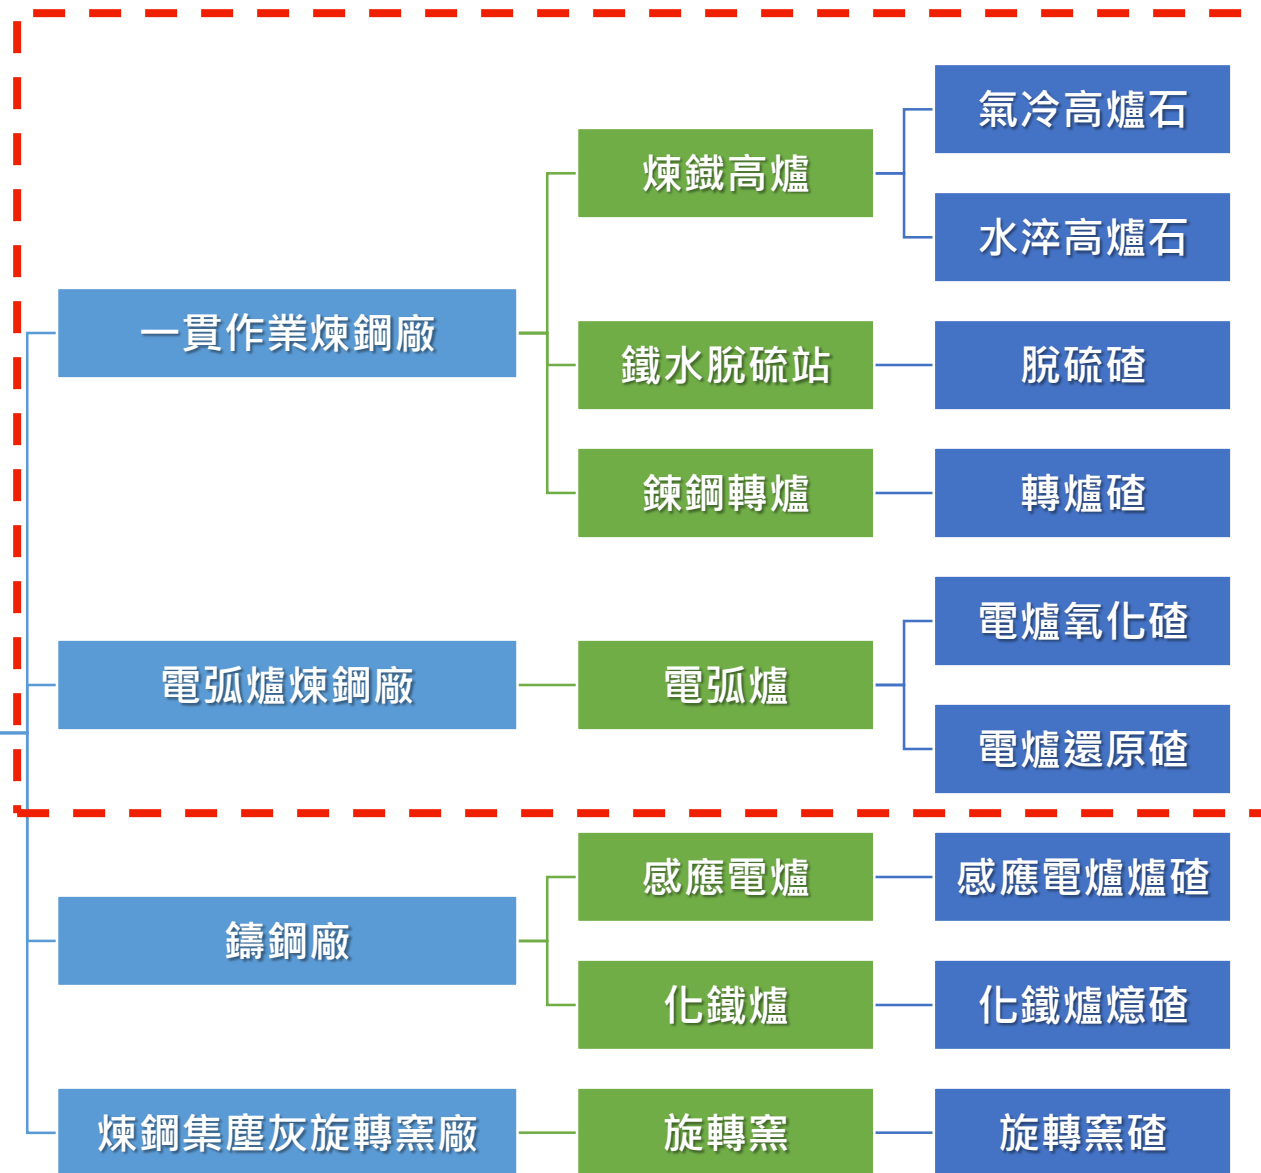 氣冷高爐石
煉鐵高爐
水淬高爐石
一貫作業煉鋼廠
鐵水脫硫站
脫硫碴
鍊鋼轉爐
轉爐碴
電爐氧化碴
電弧爐煉鋼廠
電弧爐
電爐還原碴
感應電爐
感應電爐爐碴
鑄鋼廠
化鐵爐
化鐵爐熄碴
煉鋼集塵灰旋轉窯廠
旋轉窯
旋轉窯碴